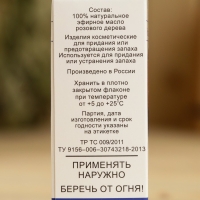 Состав:
100% натуральное
эфирное масло
розового дерева
Изделия косметические
для придания или
предотвращения запаха
Используется для придания
или устранения запаха
Произведено в России
Хранить в плотно
закрытом флаконе
при температуре
от +5 до +25°С
Партия, дата
изготовления и срок
годности указаны
на этикетке
ТР ТС 009/2011
ТУ 9156–006–30743218-2013
ПРИМЕНЯТЬ
НАРУЖНО
БЕРЕЧЬ ОТ ОГНЯ!